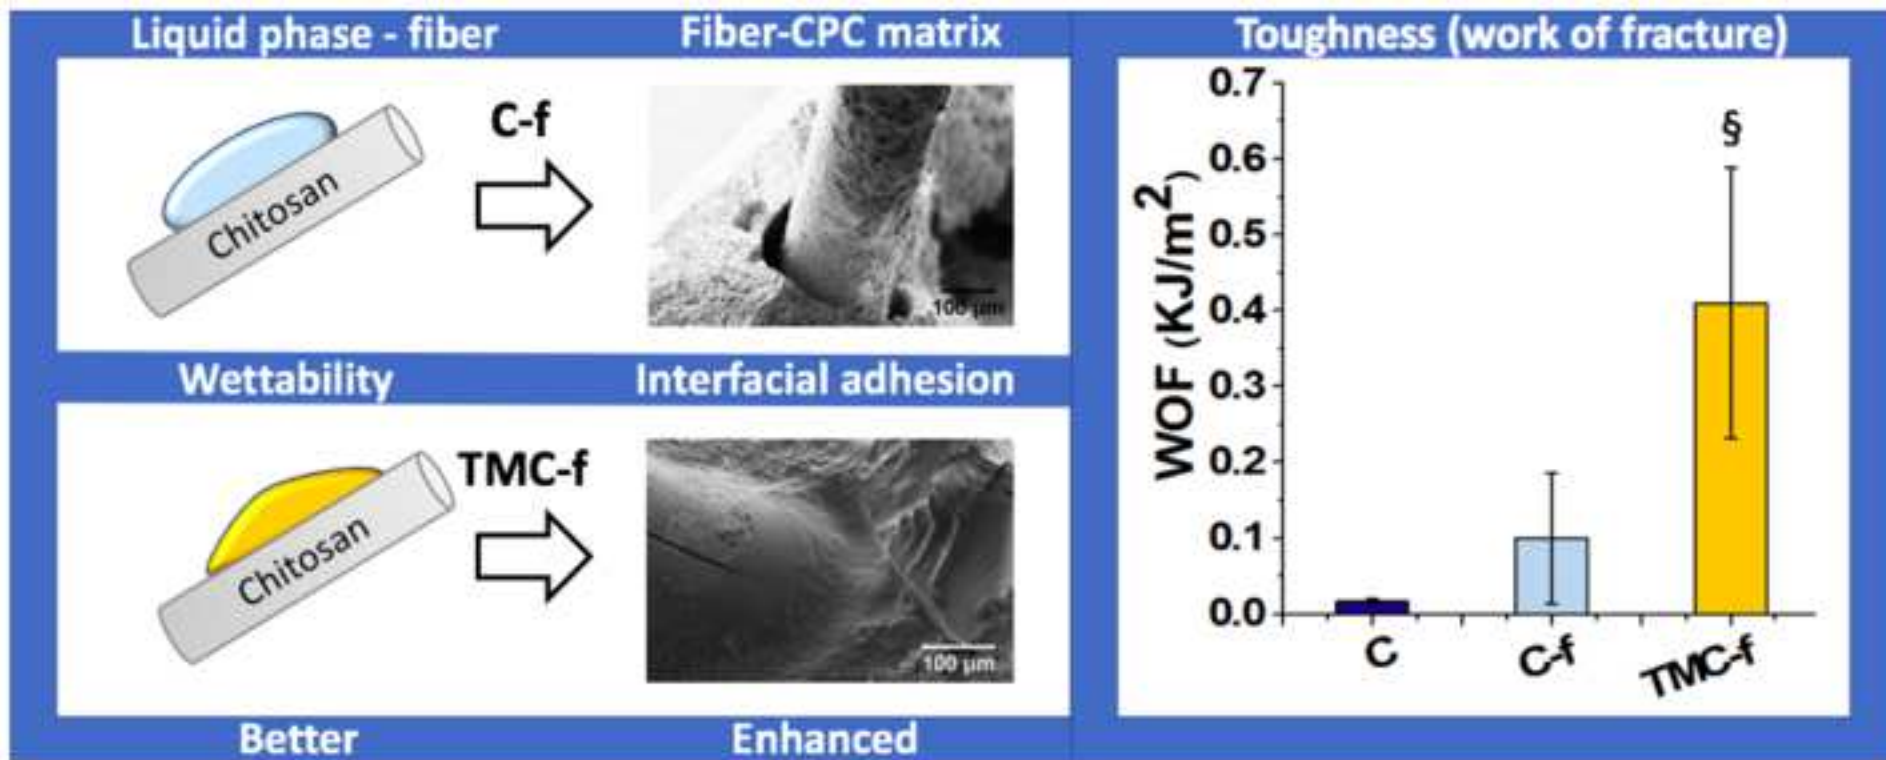 Liquid phase - fiber
Fiber-CPC matrix
Chitosan
C-f
100 μm
Wettability
Interfacial adhesion
Chitosan
TMC-f
100 μm
Better
Enhanced
Toughness (work of fracture)
WOF (KJ/m²)
0.7
0.6
0.5
0.4
0.3
0.2
0.1
0.0
§
C
C-f
TMC-f